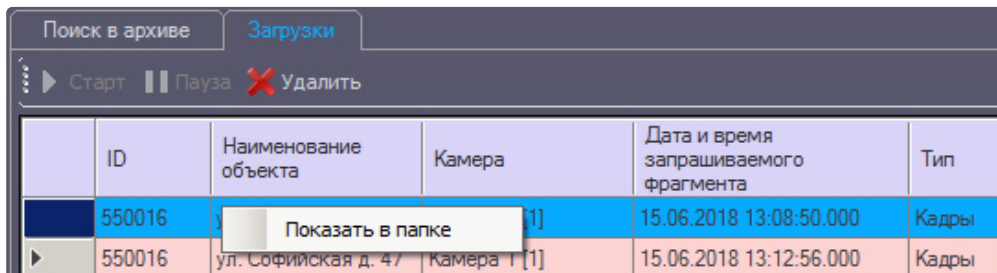 Поиск в архиве Загрузки
Старт Пауза Удалить
ID Наименование объекта Камера Дата и время запрашиваемого фрагмента Тип
550016 [1] 15.06.2018 13:08:50.000 Кадры
Показать в папке
550016 ул. Софийская д. 47 Камера 1 [1] 15.06.2018 13:12:56.000 Кадры